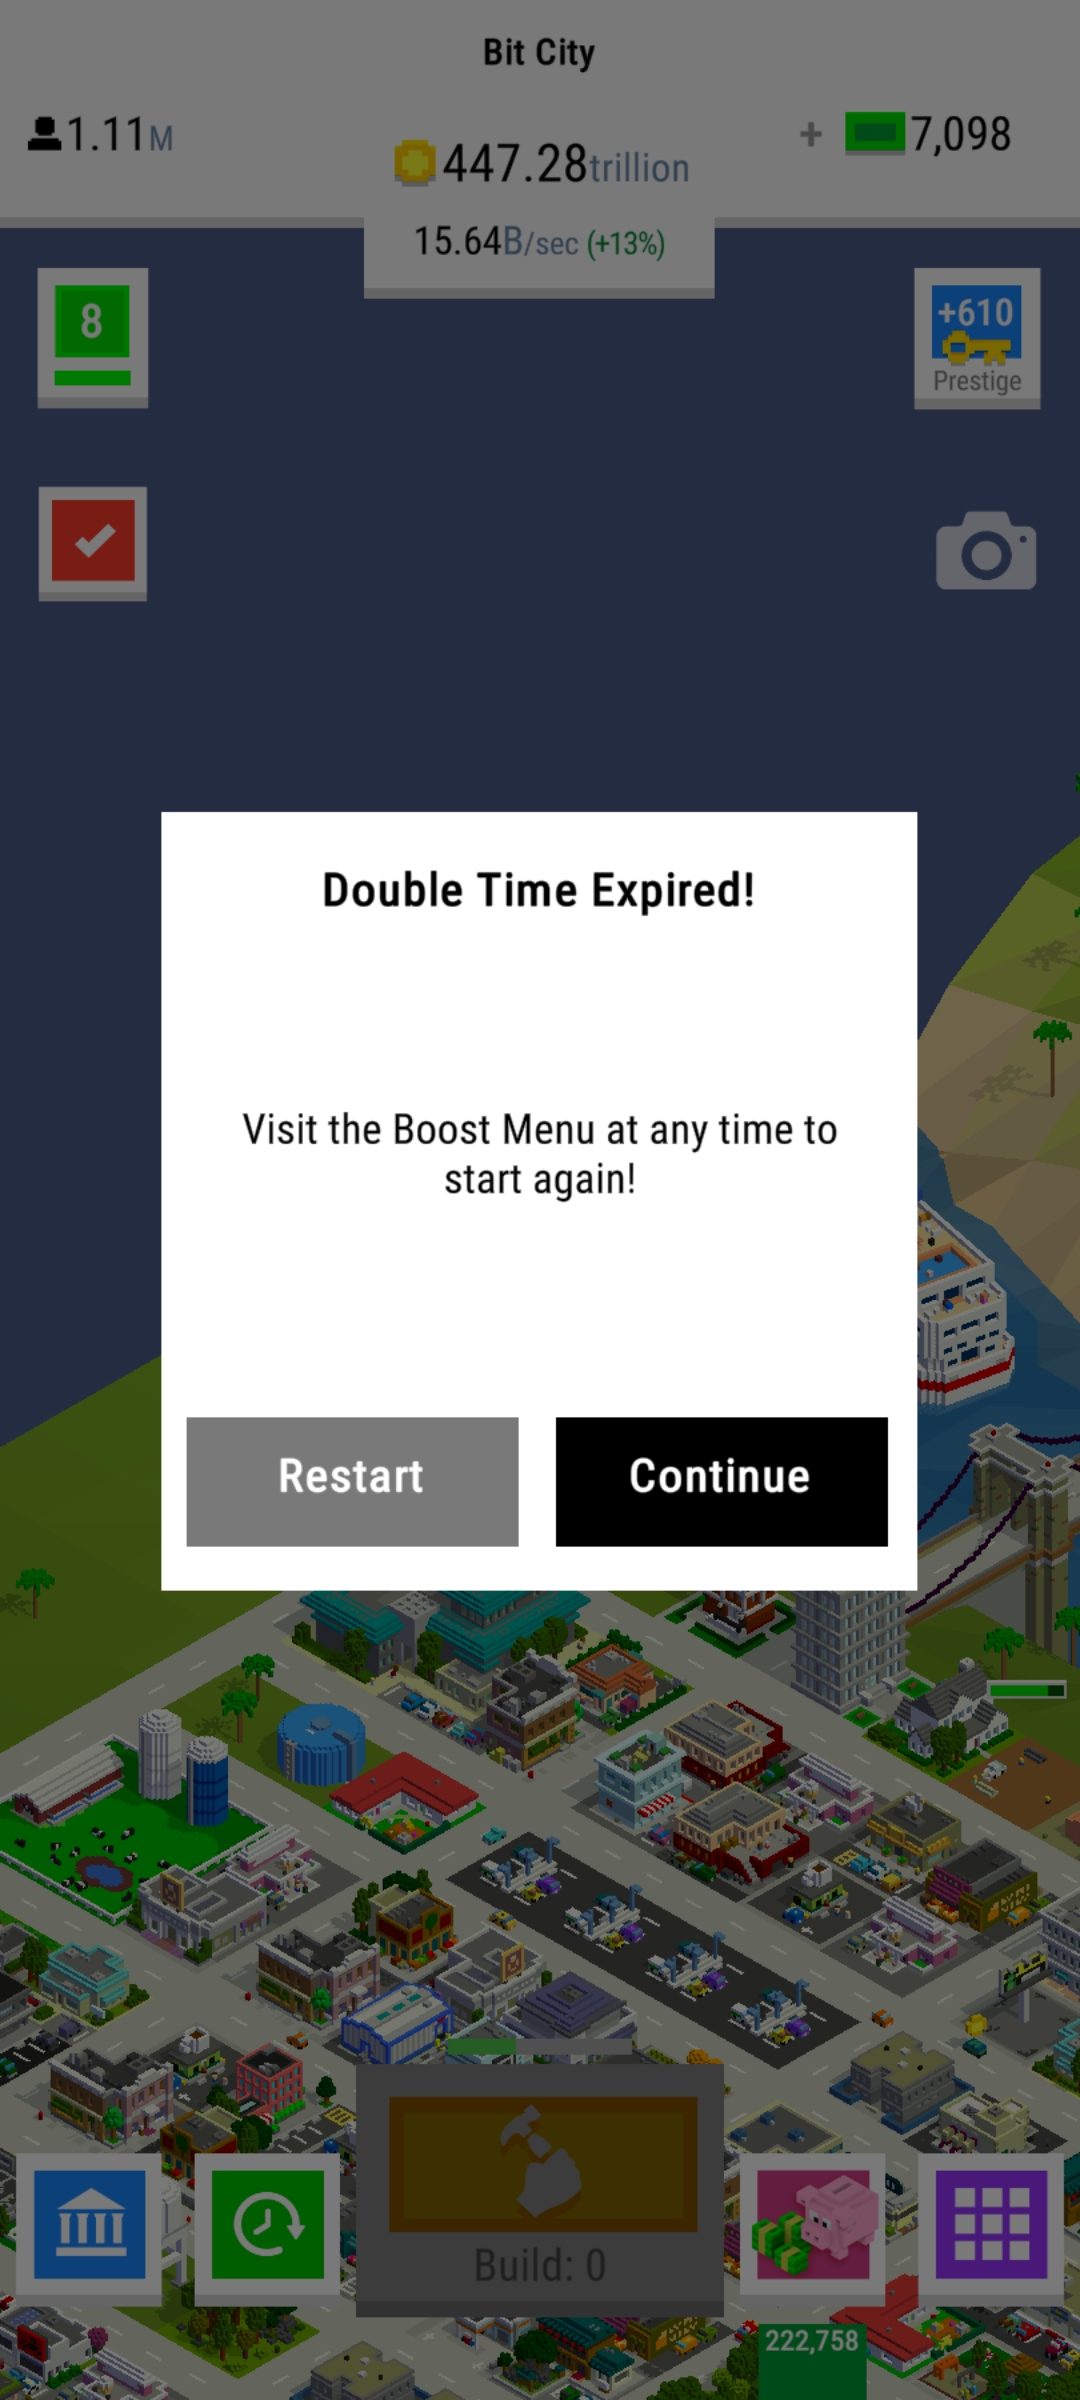 Bit City
1.11M
447.28trillion
+ 7,098
15.64B/sec (+13%)
8
+610
Prestige
Double Time Expired!
Visit the Boost Menu at any time to
start again!
Restart
Continue
Build: 0
222,758